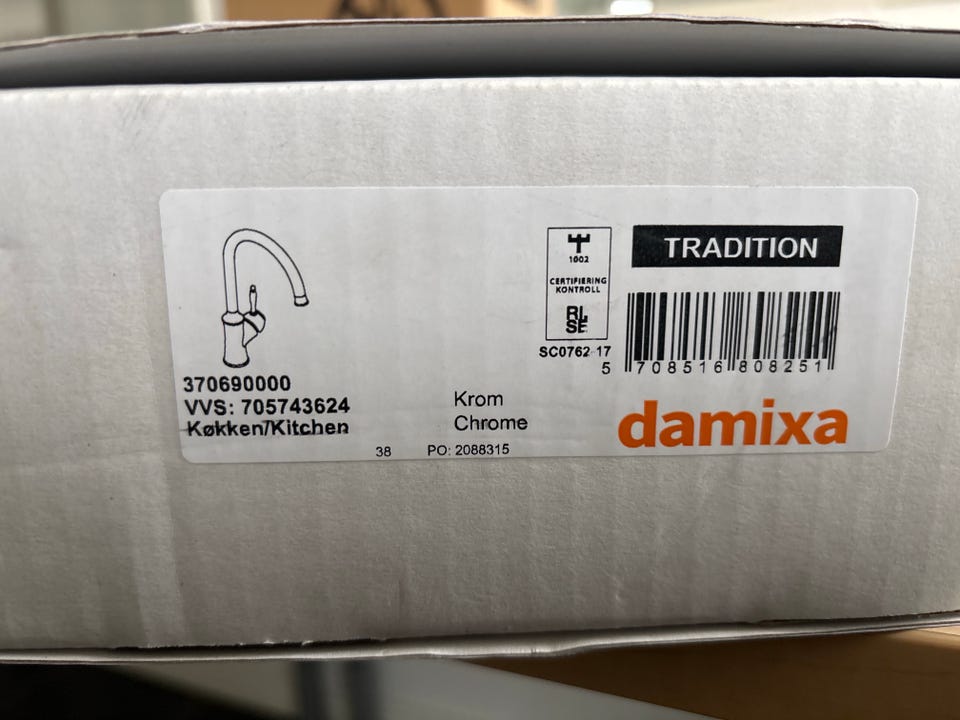 370690000
VVS: 705743624
Køkken/Kitchen
38
PO: 2088315
Krom
Chrome
1002
CERTIFIERING
KONTROLL
RI.
SE
SC0762-17
TRADITION
5 708516 808251
damixa